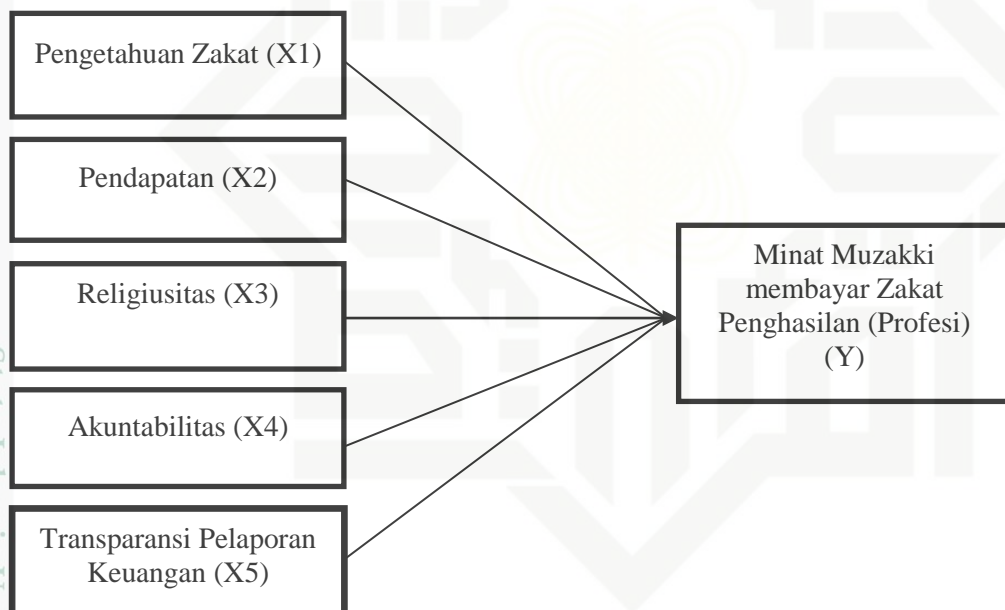 Pengetahuan Zakat (X1)
Pendapatan (X2)
Religiusitas (X3)
Akuntabilitas (X4)
Transparansi Pelaporan
Keuangan (X5)
Minat Muzakki
membayar Zakat
Penghasilan (Profesi)
(Y)